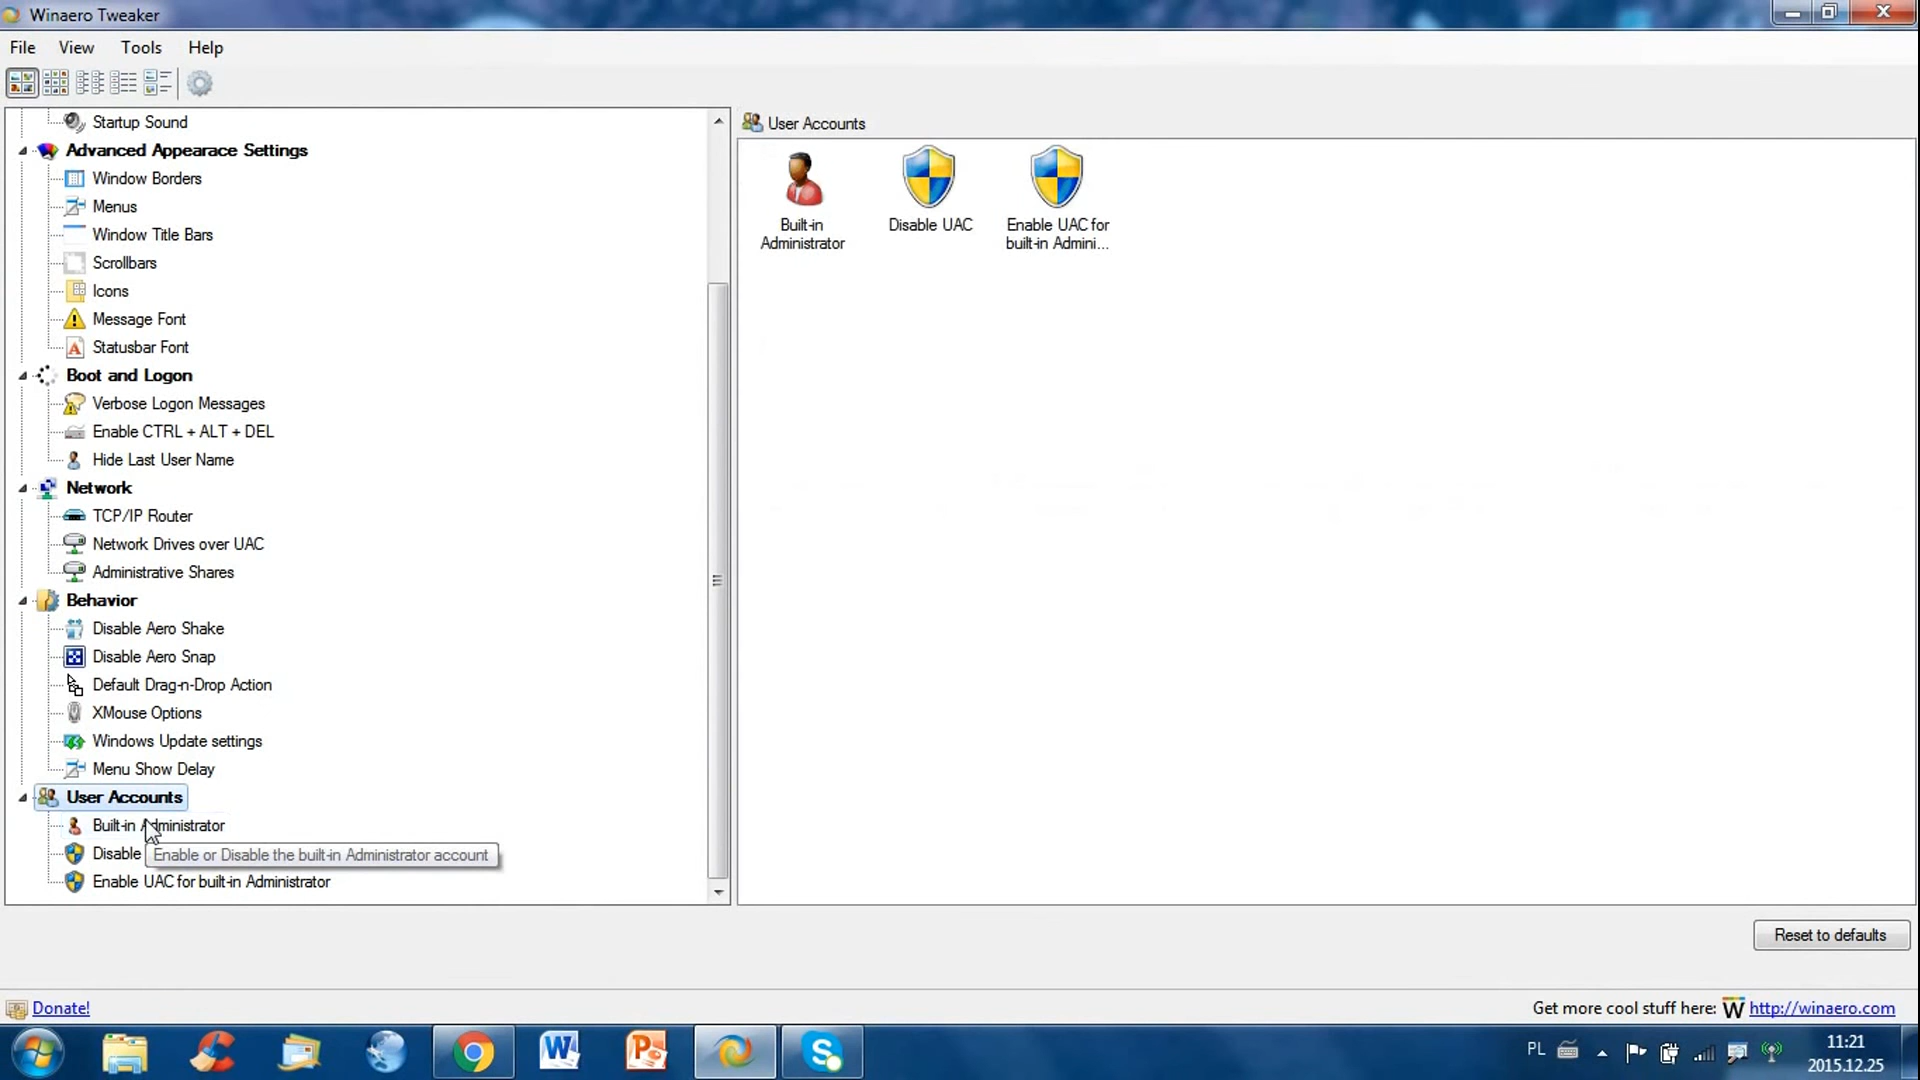 Winaero Tweaker
File View Tools Help
Startup Sound
Advanced Appearace Settings
Window Borders
Menus
Window Title Bars
Scrollbars
Icons
Message Font
Statusbar Font
Boot and Logon
Verbose Logon Messages
Enable CTRL + ALT + DEL
Hide Last User Name
Network
TCP/IP Router
Network Drives over UAC
Administrative Shares
Behavior
Disable Aero Shake
Disable Aero Snap
Default Drag-n-Drop Action
XMouse Options
Windows Update settings
Menu Show Delay
User Accounts
Built-in Administrator
Disable
Enable or Disable the built-in Administrator account
Enable UAC for built-in Administrator
User Accounts
Built-in
Administrator
Disable UAC
Enable UAC for
built-in Admini...
Reset to defaults
Donate!
Get more cool stuff here: W http://winaero.com
PL
11:21
2015.12.25